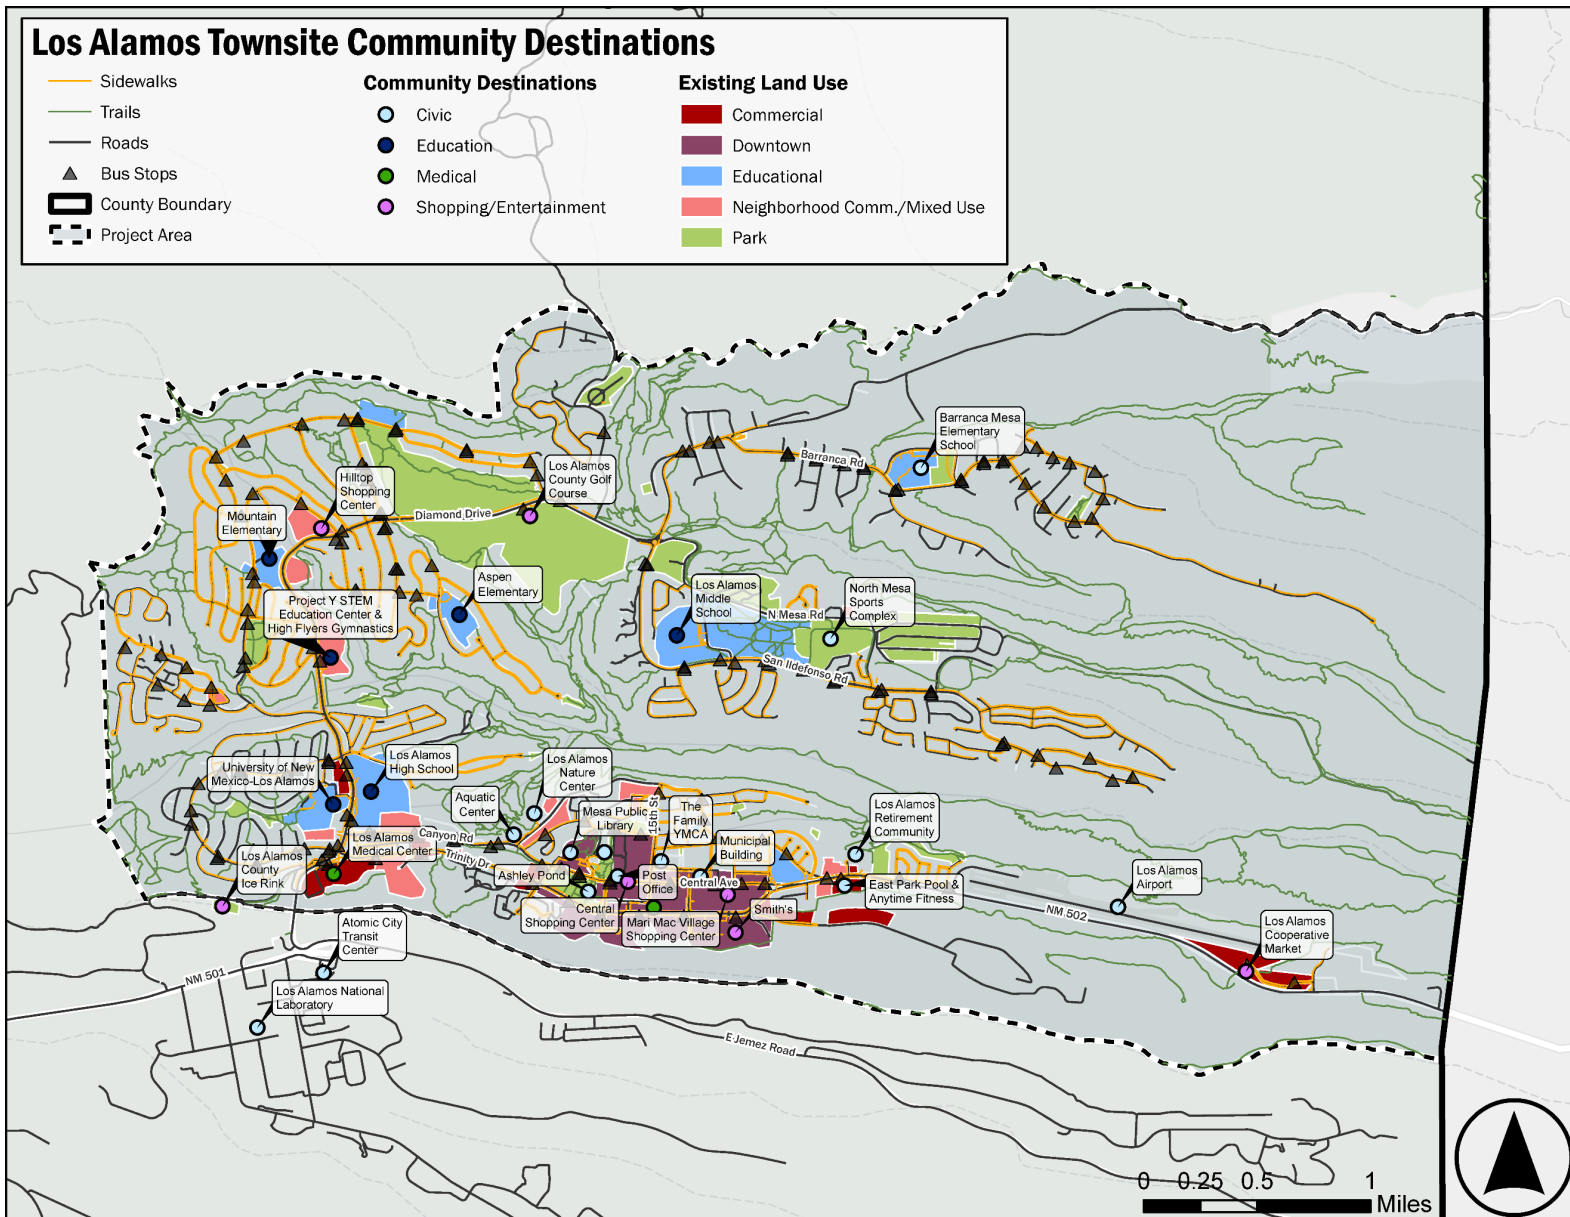 Los Alamos Townsite Community Destinations
Sidewalks
Trails
Roads
Bus Stops
County Boundary
Project Area
Community Destinations
Civic
Education
Medical
Shopping/Entertainment
Existing Land Use
Commercial
Downtown
Educational
Neighborhood Comm./Mixed Use
Park
Barranca Mesa
Elementary
School
Barranca Rd
Los Alamos
County Golf
Course
Hilltop
Shopping
Center
Diamond Drive
Mountain
Elementary
Aspen
Elementary
Los Alamos
Middle
School
North Mesa
Sports
Complex
N Mesa Rd
Project Y STEM
Education Center &
High Flyers Gymnastics
San Ildefonso Rd
University of New
Mexico-Los Alamos
Los Alamos
High School
Los Alamos
Nature
Center
Aquatic
Center
Mesa Public
Library
15th St
The
Family
YMCA
Los Alamos
Retirement
Community
Canyon Rd
Trinity Dr
Los Alamos
Medical Center
Municipal
Building
Los Alamos
County
Ice Rink
Ashley Pond
Post
Office
Central Ave
East Park Pool &
Anytime Fitness
Los Alamos
Airport
Central
Shopping Center
Mari Mac Village
Shopping Center
Smith's
NM 502
Los Alamos
Cooperative
Market
Atomic City
Transit
Center
NM 501
Los Alamos National
Laboratory
E Jemez Road
0 0.25 0.5 1
Miles